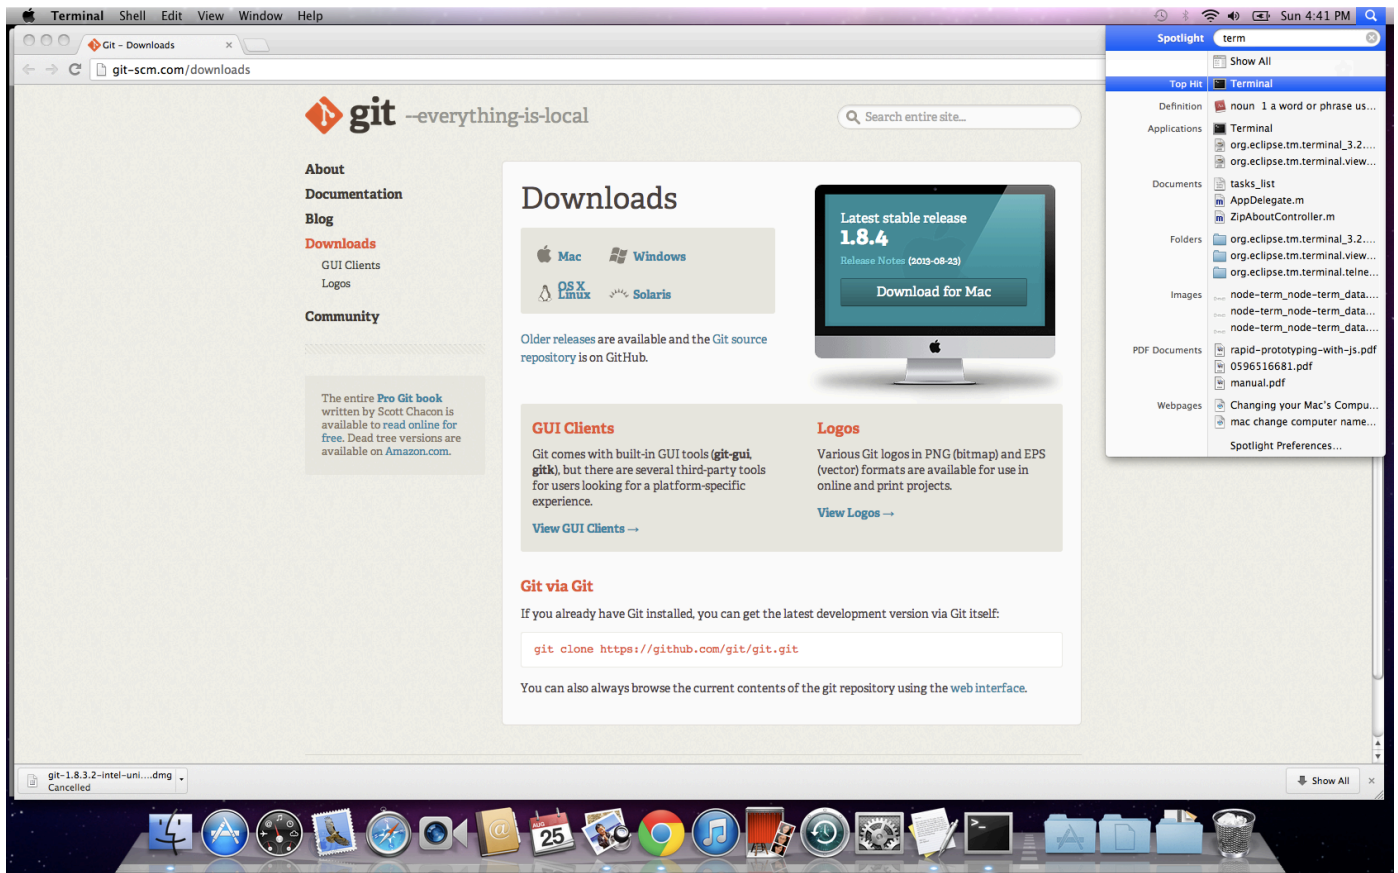 Terminal Shell Edit View Window Help
Sun 4:41 PM
Git - Downloads
git-scm.com/downloads
Spotlight term
Show All
Top Hit Terminal
Definition noun 1 a word or phrase us...
Applications Terminal
org.eclipse.tm.terminal_3.2....
org.eclipse.tm.terminal.view...
Documents tasks_list
AppDelegate.m
ZipAboutController.m
Folders org.eclipse.tm.terminal_3.2....
org.eclipse.tm.terminal.view...
org.eclipse.tm.terminal.telne...
Images node-term_node-term_data....
node-term_node-term_data....
node-term_node-term_data....
PDF Documents rapid-prototyping-with-js.pdf
0596516681.pdf
manual.pdf
Webpages Changing your Mac's Compu...
mac change computer name...
Spotlight Preferences...
git --everything-is-local
Search entire site...
About
Documentation
Blog
Downloads
GUI Clients
Logos
Community
The entire Pro Git book
written by Scott Chacon is
available to read online for
free. Dead tree versions are
available on Amazon.com.
Downloads
Mac Windows
OS X
Linux Solaris
Older releases are available and the Git source
repository is on GitHub.
Latest stable release
1.8.4
Release Notes (2013-08-23)
Download for Mac
GUI Clients
Git comes with built-in GUI tools (git-gui,
gitk), but there are several third-party tools
for users looking for a platform-specific
experience.
View GUI Clients →
Logos
Various Git logos in PNG (bitmap) and EPS
(vector) formats are available for use in
online and print projects.
View Logos →
Git via Git
If you already have Git installed, you can get the latest development version via Git itself:
git clone https://github.com/git/git.git
You can also always browse the current contents of the git repository using the web interface.
git-1.8.3.2-intel-uni....dmg
Cancelled
Show All
AUG
25